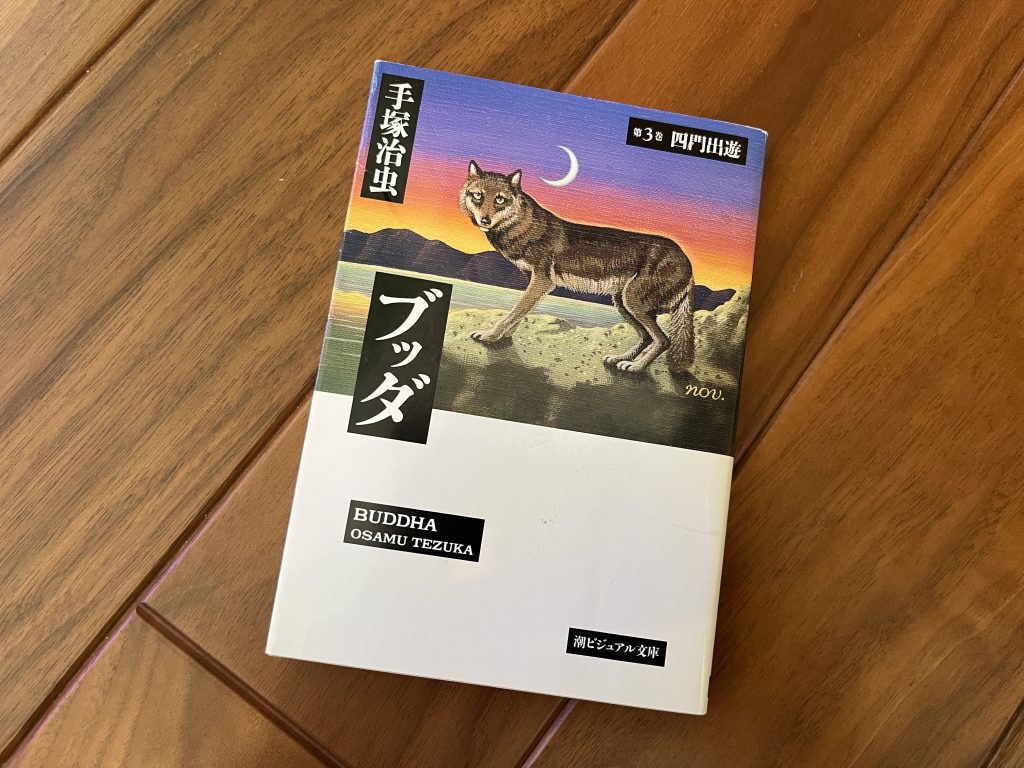 手塚治虫
第3巻 四門出遊
ブッダ
nov.
BUDDHA
OSAMU TEZUKA
潮ビジュアル文庫